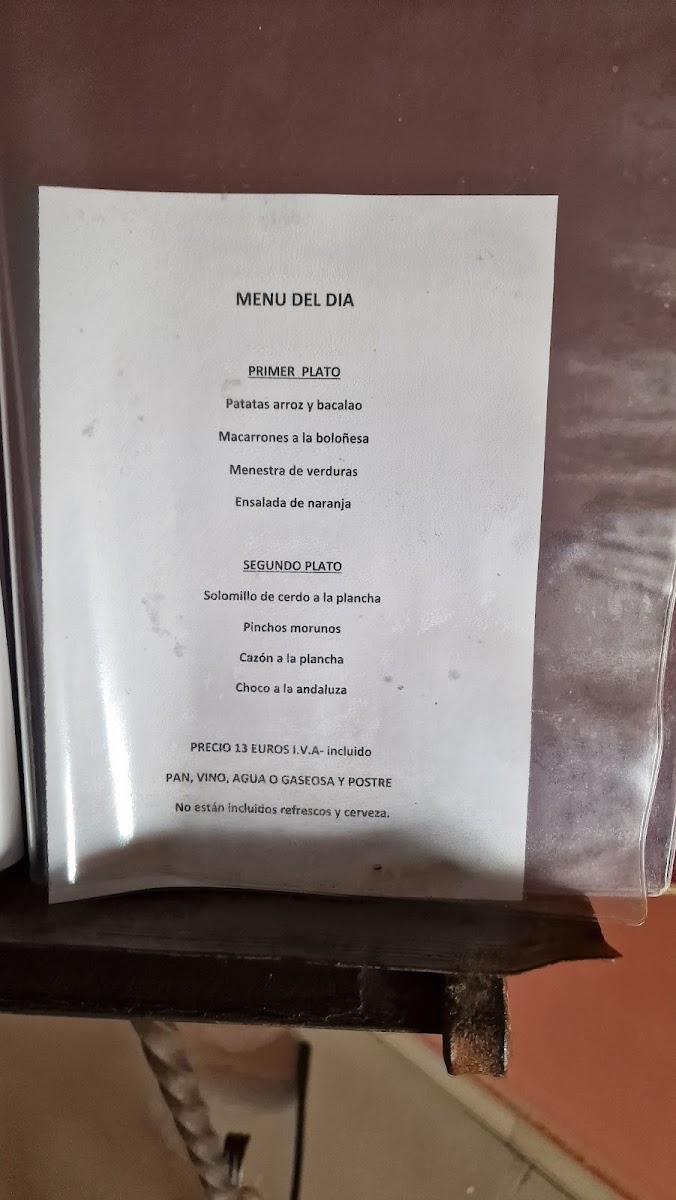 MENU DEL DIA
PRIMER PLATO
Patatas arroz y bacalao
Macarrones a la boloñesa
Menestra de verduras
Ensalada de naranja
SEGUNDO PLATO
Solomillo de cerdo a la plancha
Pinchos morunos
Cazón a la plancha
Choco a la andaluza
PRECIO 13 EUROS I.V.A- incluido
PAN, VINO, AGUA O GASEOSA Y POSTRE
No están incluidos refrescos y cerveza.